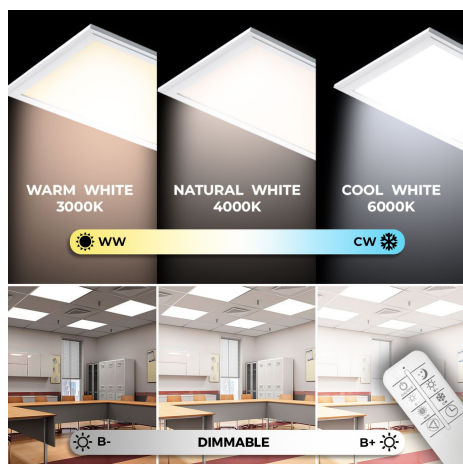 WARM WHITE
3000K
NATURAL WHITE
4000K
COOL WHITE
6000K
WW
CW
B-
DIMMABLE
B+